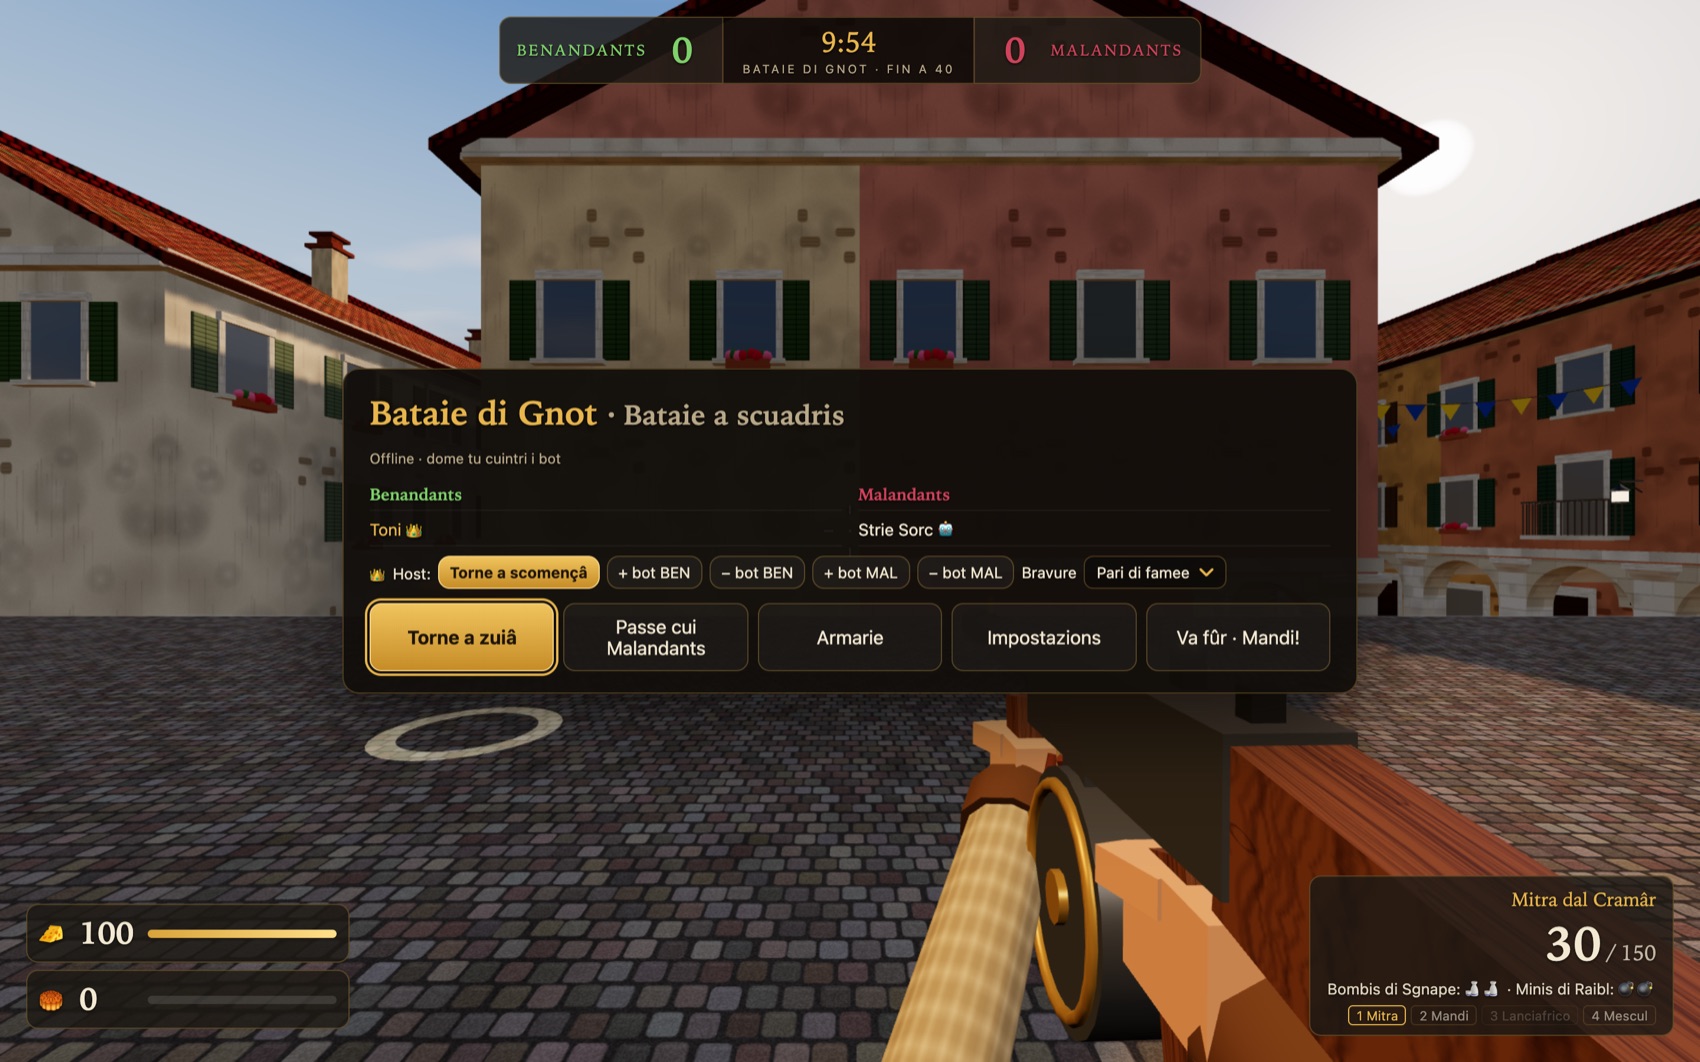 BENANDANTS 0
9:54
BATAIE DI GNOT · FIN A 40
0 MALANDANTS
Bataie di Gnot · Bataie a scuadris
Offline · dome tu cuintri i bot
Benandants
Malandants
Toni
Strie Sorc
Host: Torne a scomençâ + bot BEN – bot BEN + bot MAL – bot MAL Bravure Pari di famee
Torne a zuiâ
Passe cui
Malandants
Armarie
Impostazions
Va fûr · Mandi!
100
0
Mitra dal Cramâr
30 / 150
Bombis di Sgnape: · Minis di Raibl:
1 Mitra 2 Mandi 3 Lanciafrico 4 Mescul